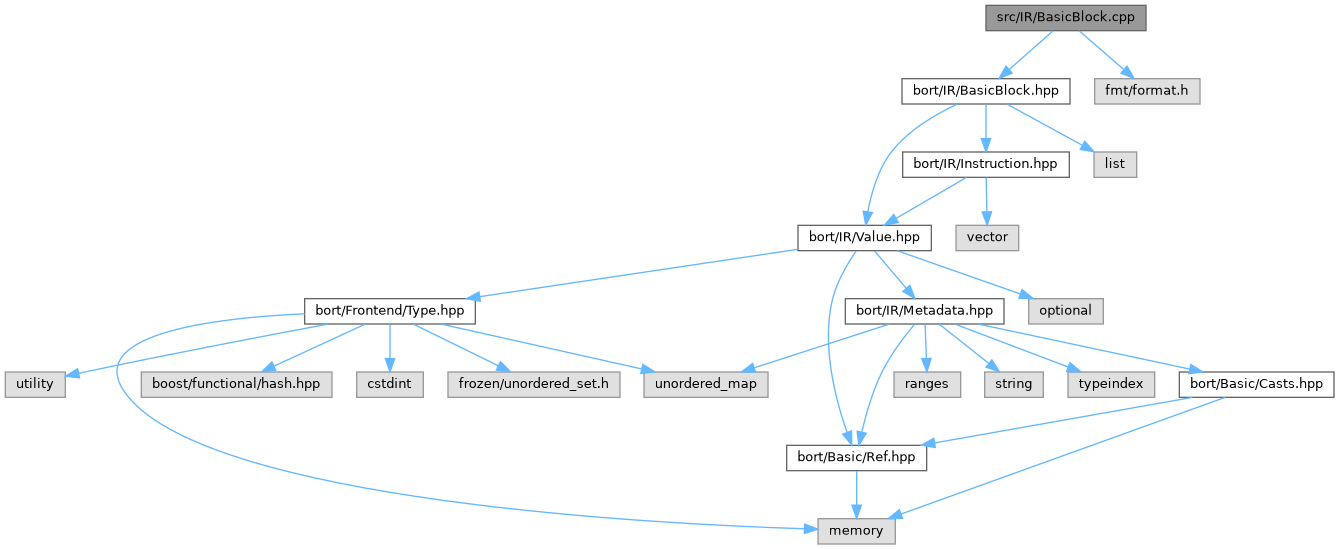 src/IR/BasicBlock.cpp
bort/IR/BasicBlock.hpp
fmt/format.h
bort/IR/Instruction.hpp
list
bort/IR/Value.hpp
vector
bort/Frontend/Type.hpp
bort/IR/Metadata.hpp
optional
utility
boost/functional/hash.hpp
cstdint
frozen/unordered_set.h
unordered_map
ranges
string
typeindex
bort/Basic/Casts.hpp
bort/Basic/Ref.hpp
memory